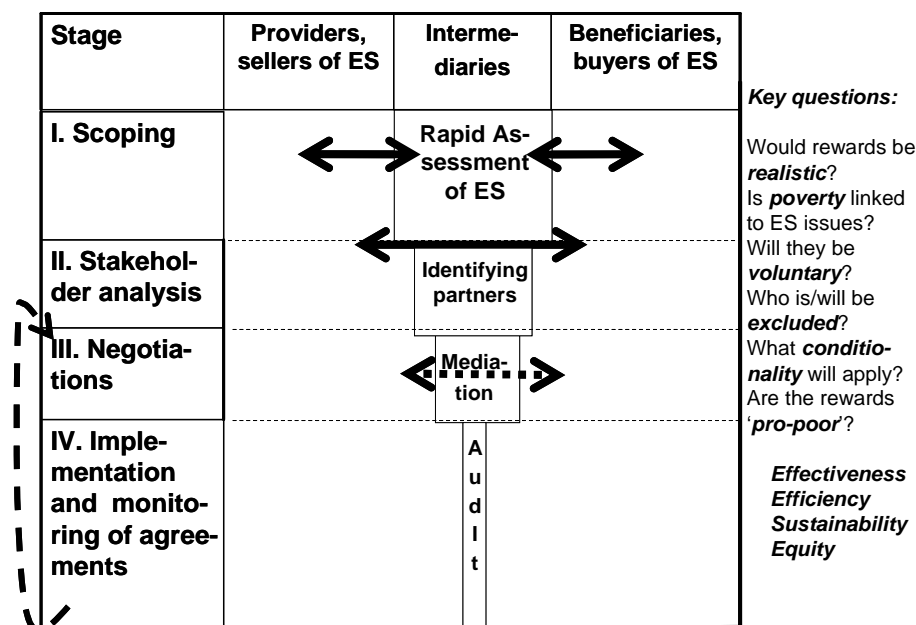 Stage
Providers,
sellers of ES
Interme-
diaries
Beneficiaries,
buyers of ES
I. Scoping
Rapid As-
sessment
of ES
II. Stakehol-
der analysis
Identifying
partners
III. Negotia-
tions
Media-
tion
IV. Imple-
mentation
and monito-
ring of agree-
ments
A
u
d
I
t
Key questions:
Would rewards be
realistic?
Is poverty linked
to ES issues?
Will they be
voluntary?
Who is/will be
excluded?
What conditio-
nality will apply?
Are the rewards
‘pro-poor’?
Effectiveness
Efficiency
Sustainability
Equity